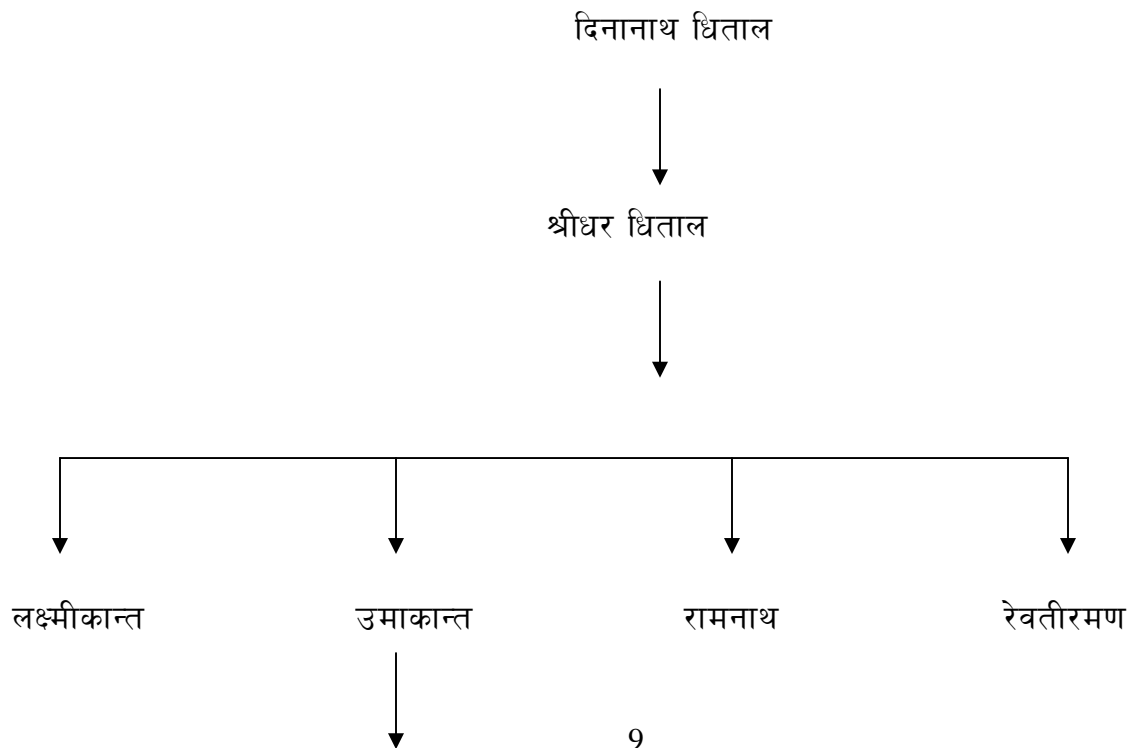 दिनानाथ धिताल
श्रीधर धिताल
लक्ष्मीकान्त उमाकान्त रामनाथ रेवतीरमण
9